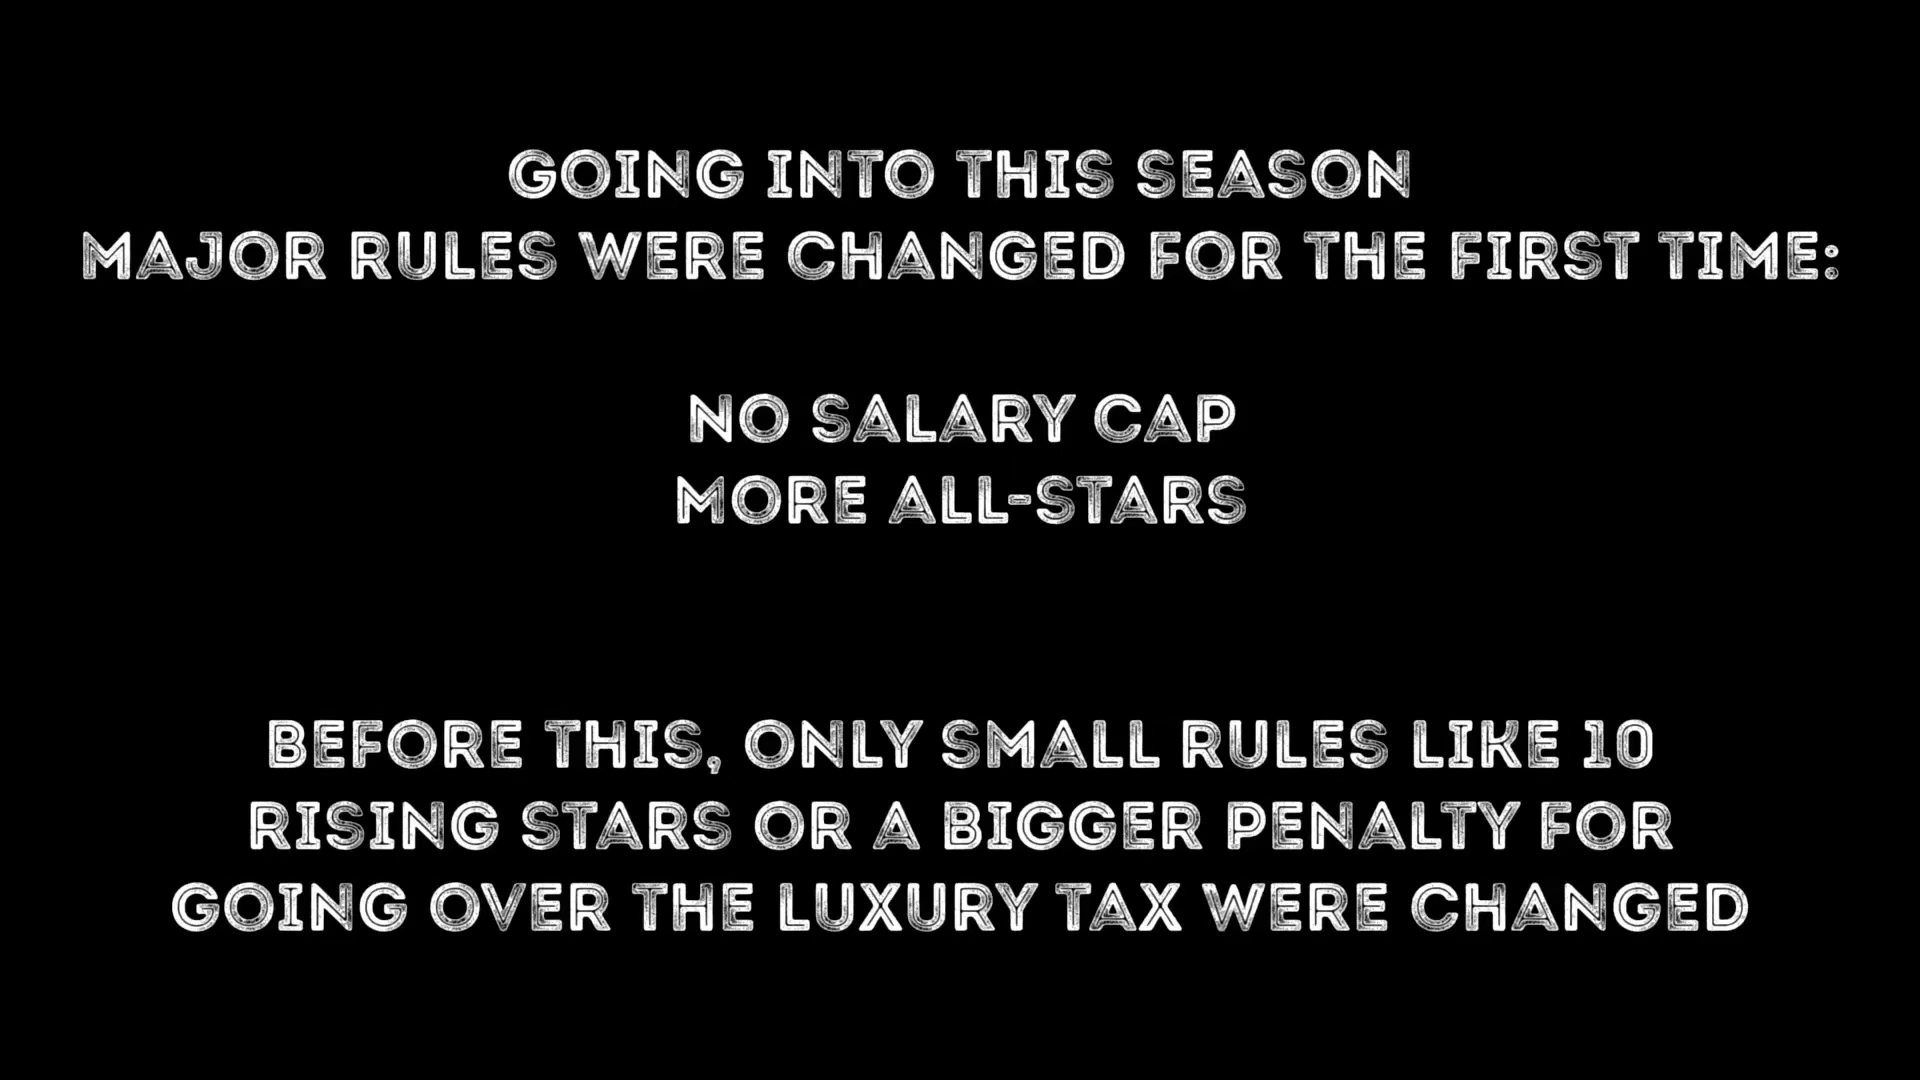 GOING INTO THIS SEASON
MAJOR RULES WERE CHANGED FOR THE FIRST TIME:
NO SALARY CAP
MORE ALL-STARS
BEFORE THIS, ONLY SMALL RULES LIKE 10
RISING STARS OR A BIGGER PENALTY FOR
GOING OVER THE LUXURY TAX WERE CHANGED